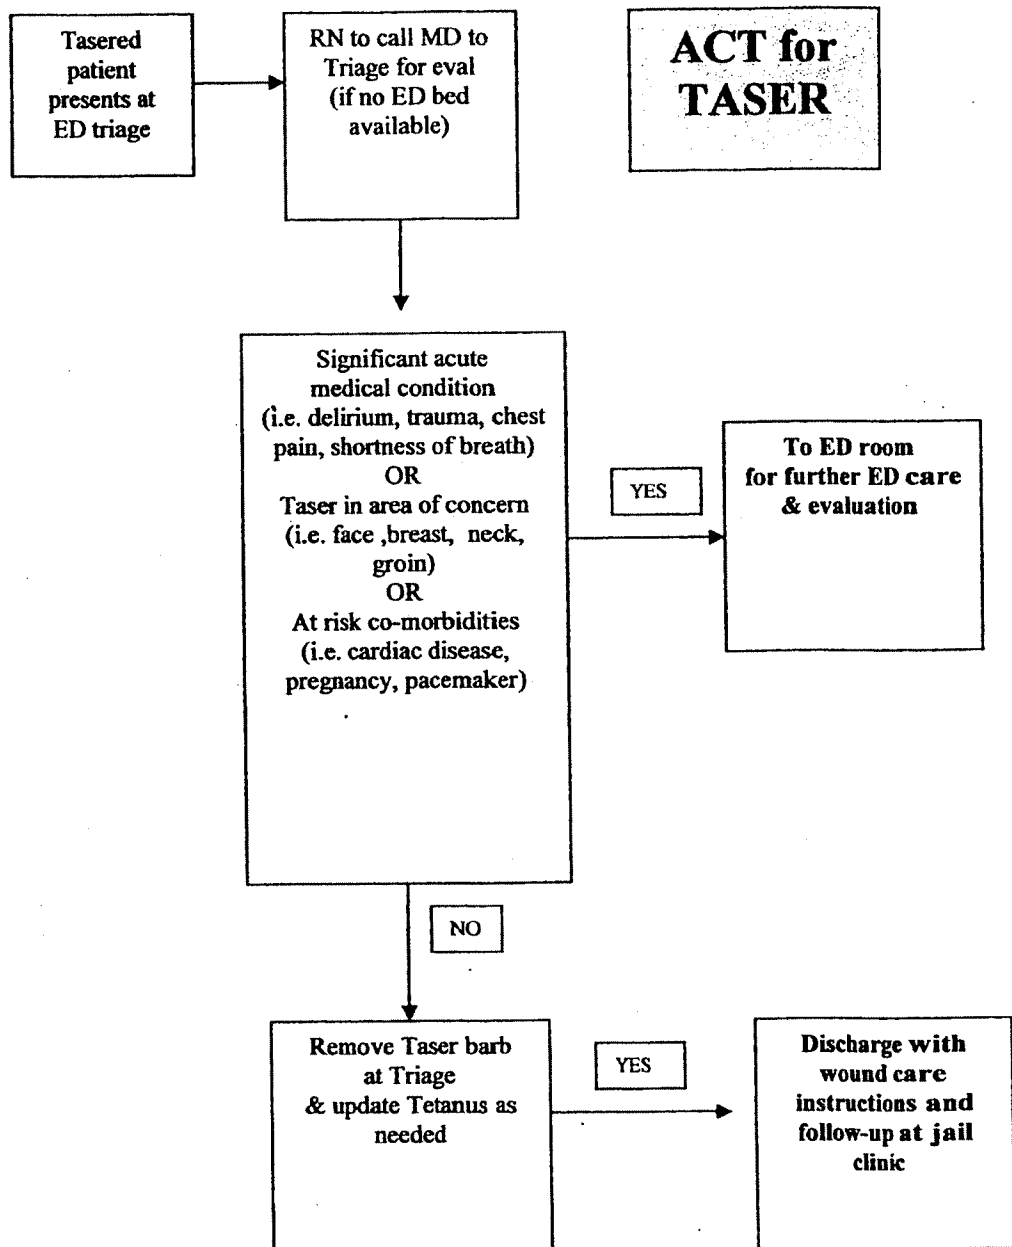 Tasered
patient
presents at
ED triage
RN to call MD to
Triage for eval
(if no ED bed
available)
ACT for
TASER
Significant acute
medical condition
(i.e. delirium, trauma, chest
pain, shortness of breath)
OR
Taser in area of concern
(i.e. face ,breast, neck,
groin)
OR
At risk co-morbidities
(i.e. cardiac disease,
pregnancy, pacemaker)
YES
To ED room
for further ED care
& evaluation
NO
Remove Taser barb
at Triage
& update Tetanus as
needed
YES
Discharge with
wound care
instructions and
follow-up at jail
clinic